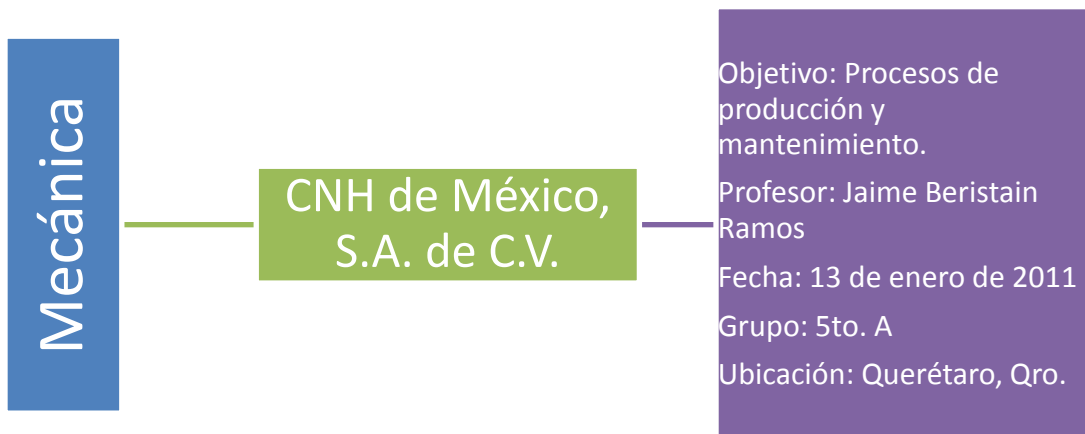 Mecánica
CNH de México,
S.A. de C.V.
Objetivo: Procesos de
producción y
mantenimiento.
Profesor: Jaime Beristain
Ramos
Fecha: 13 de enero de 2011
Grupo: 5to. A
Ubicación: Querétaro, Qro.